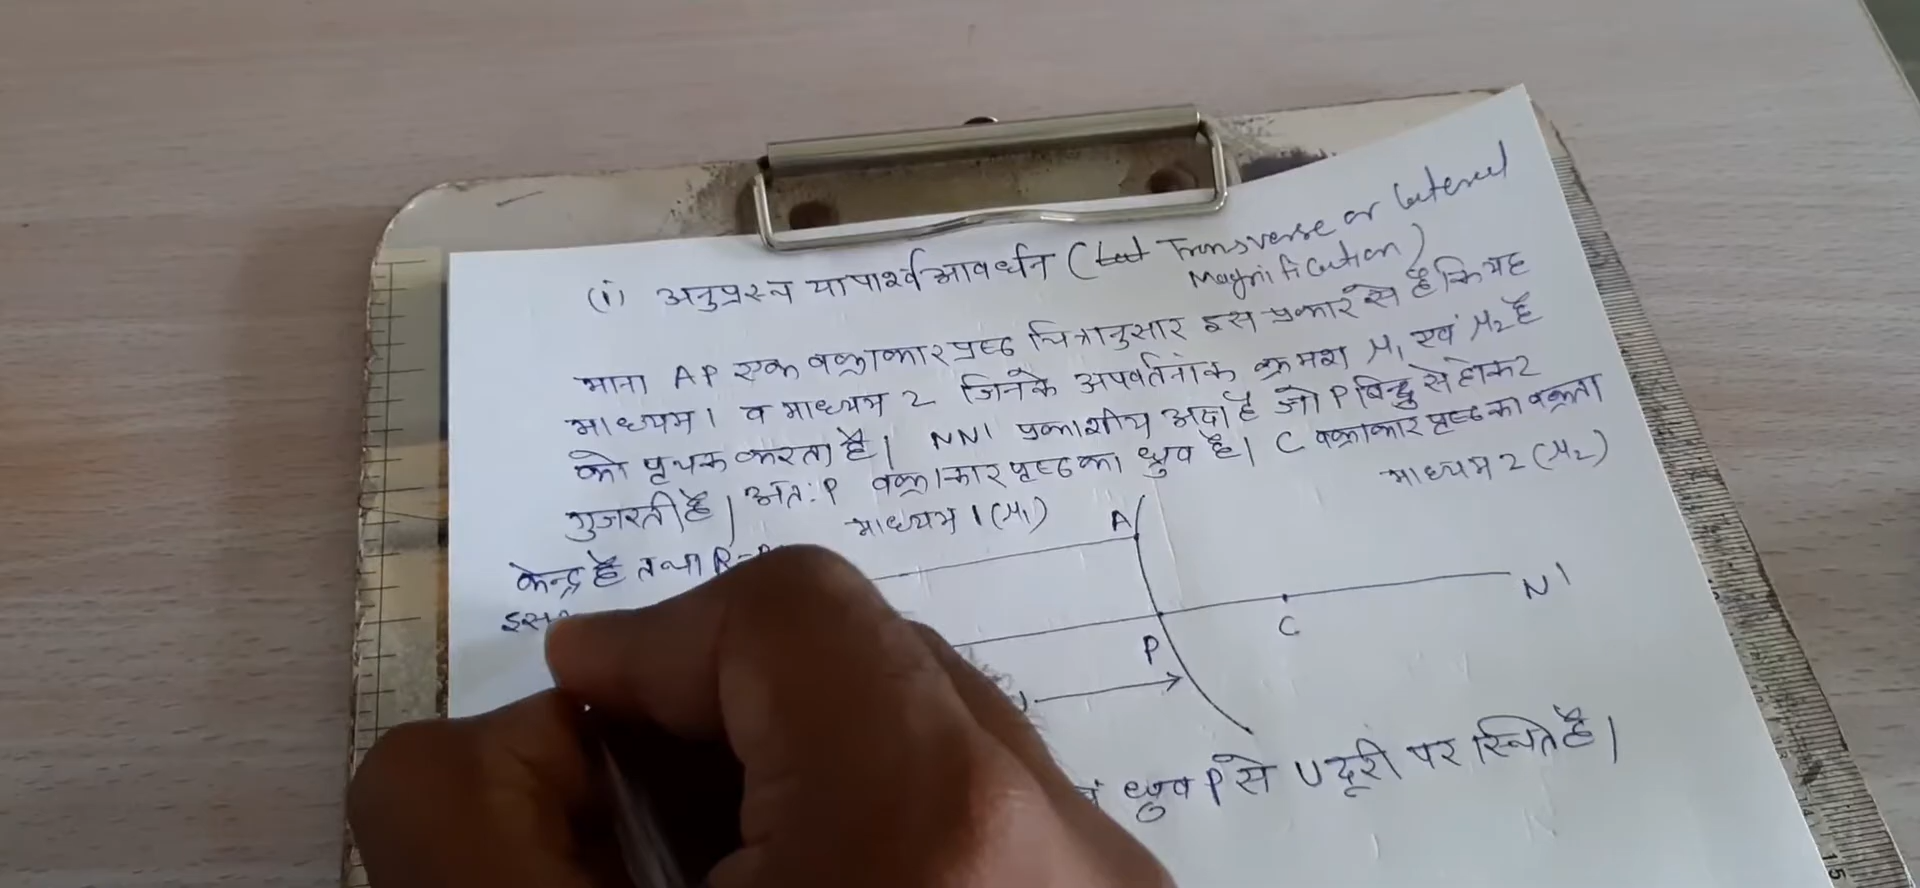 (i) अनुप्रस्थ या पार्श्व आवर्धन ( Transverse or lateral
Magnification)
माना AP एक वक्राकार पृष्ठ चित्रानुसार इस प्रकार से है कि यह
माध्यम 1 व माध्यम 2 जिनके अपवर्तनांक क्रमश μ₁ एवं μ₂ है
को पृथक करता है। NN' प्रकाशीय अक्ष है जो P बिन्दु से होकर
गुजरती है। अत: P वक्राकार पृष्ठ का ध्रुव है। C वक्राकार पृष्ठ का वक्रता
केन्द्र है तथा
माध्यम 1 (μ₁)
माध्यम 2 (μ₂)
A
P
C
N'
ध्रुव P से U दूरी पर स्थित है।